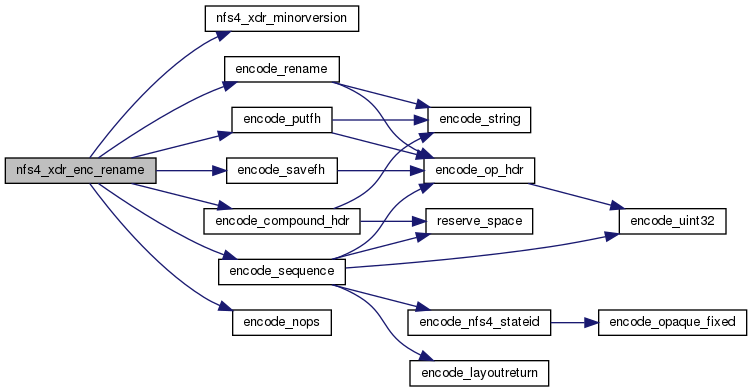 nfs4_xdr_minorversion
encode_rename
encode_putfh
encode_string
nfs4_xdr_enc_rename
encode_savefh
encode_op_hdr
encode_compound_hdr
reserve_space
encode_uint32
encode_sequence
encode_nops
encode_nfs4_stateid
encode_opaque_fixed
encode_layoutreturn